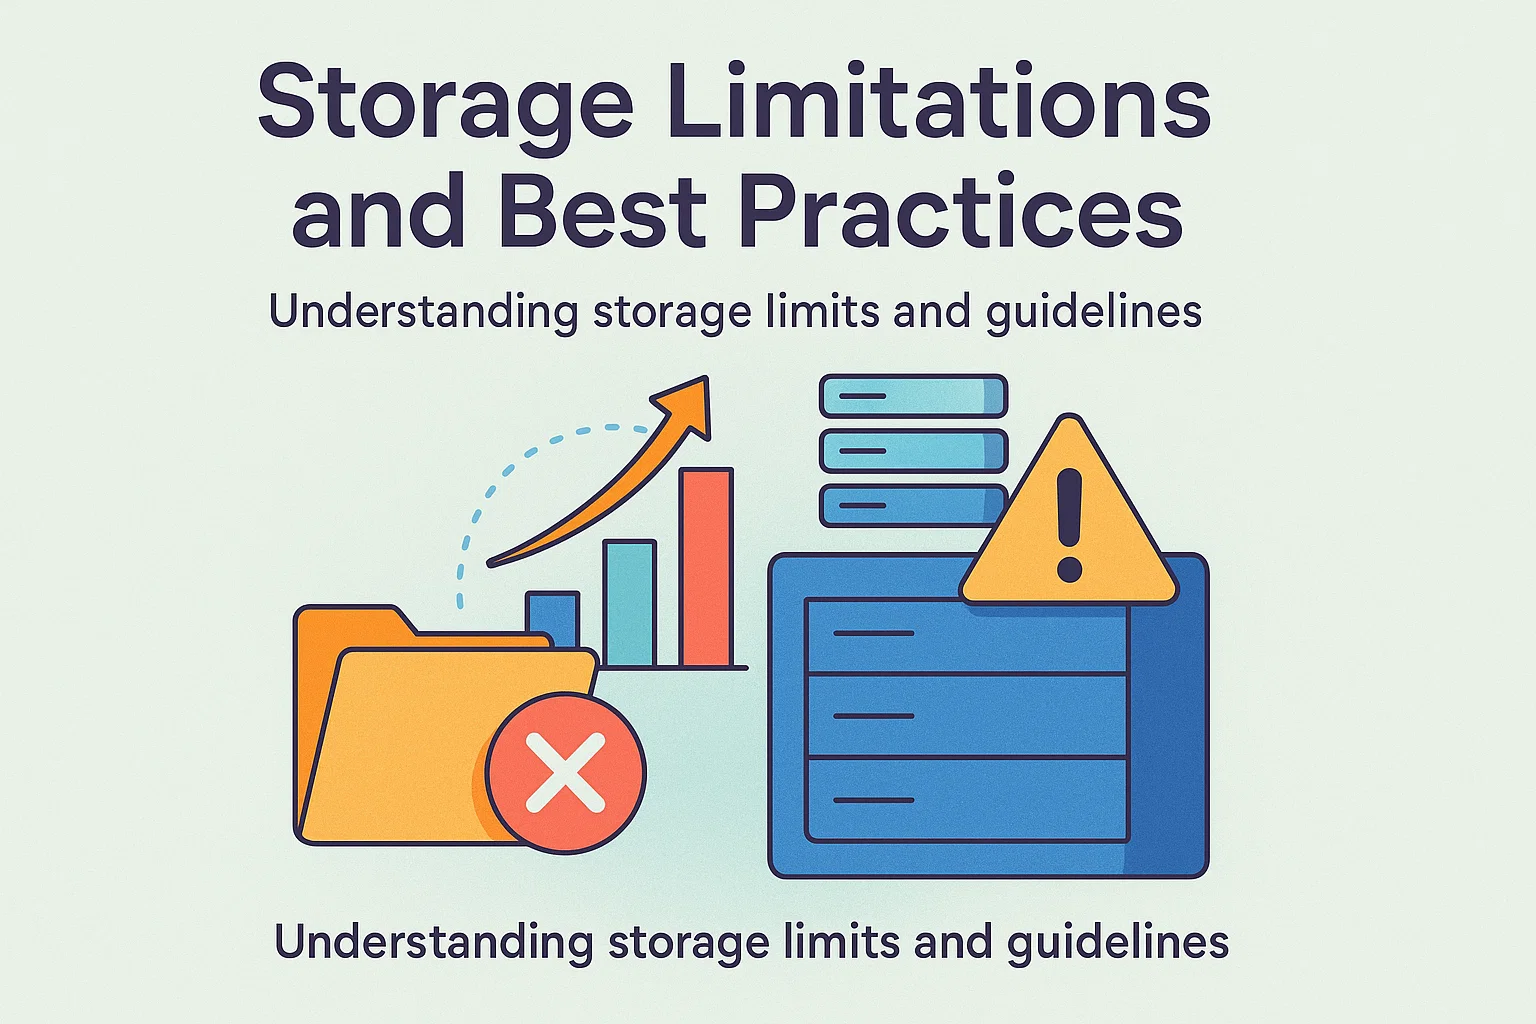 Storage Limitations
and Best Practices
Understanding storage limits and guidelines
Understanding storage limits and guidelines